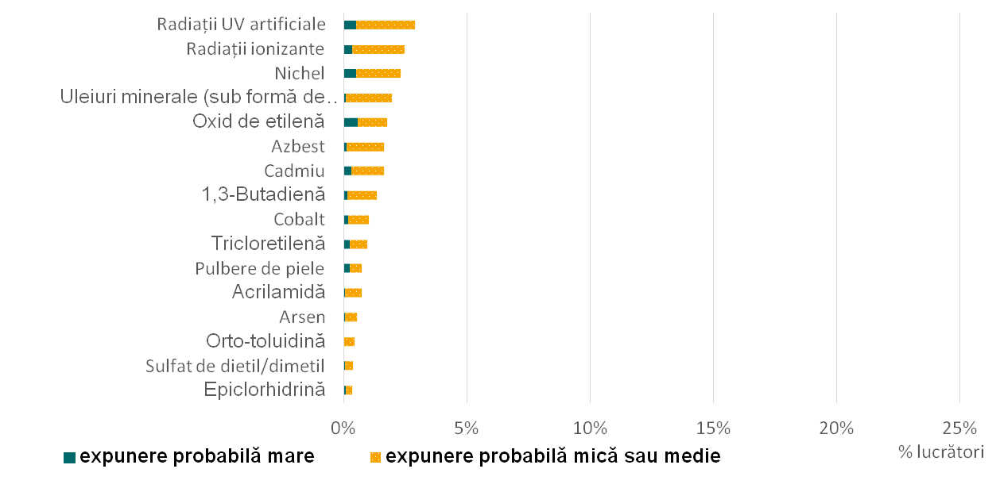 Radiații UV artificiale
Radiații ionizante
Nichel
Uleiuri minerale (sub formă de..
Oxid de etilenă
Azbest
Cadmiu
1,3-Butadienă
Cobalt
Tricloretilenă
Pulbere de piele
Acrilamidă
Arsen
Orto-toluidină
Sulfat de dietil/dimetil
Epiclorhidrină
0% 5% 10% 15% 20% 25%
% lucrători
expunere probabilă mare expunere probabilă mică sau medie